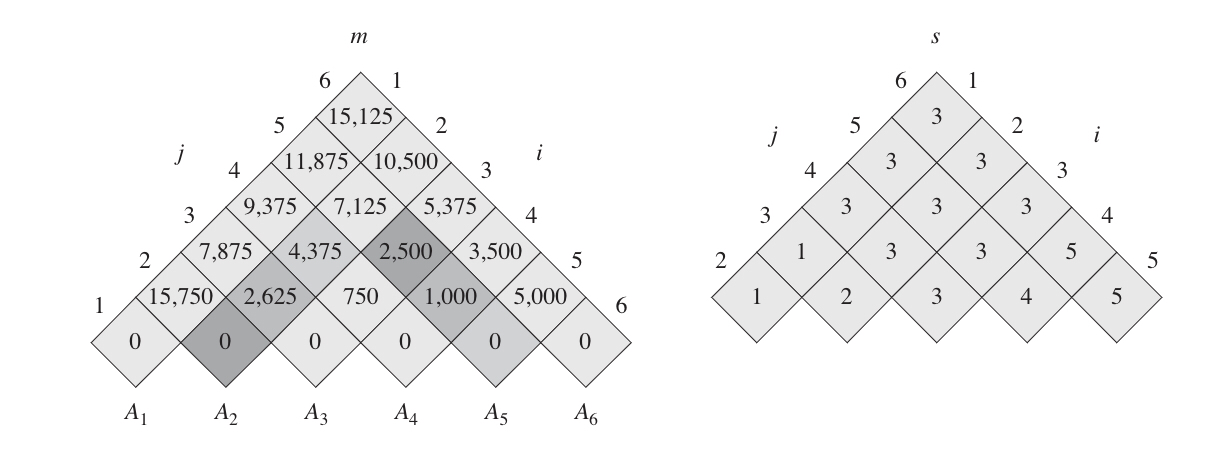 m s
6 1 6 1
15,125 3
5 2 5 2
j 11,875 10,500 i j 3 3 i
4 3 4 3
9,375 7,125 5,375 3 3 3
3 4 3 4
7,875 4,375 2,500 3,500 1 3 3 5
2 5 2 5
15,750 2,625 750 1,000 5,000 1 2 3 4 5
1 6
0 0 0 0 0 0
A1 A2 A3 A4 A5 A6